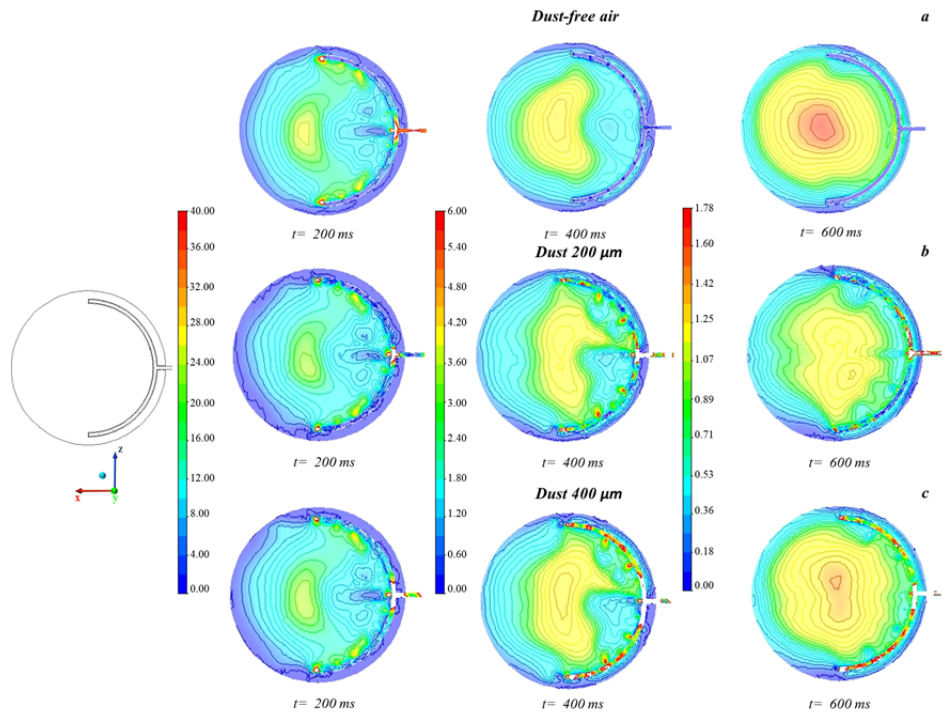 Dust-free air
a
t= 200 ms
t= 400 ms
t= 600 ms
40.00
36.00
32.00
28.00
24.00
20.00
16.00
12.00
8.00
4.00
0.00
6.00
5.40
4.80
4.20
3.60
3.00
2.40
1.80
1.20
0.60
0.00
1.78
1.60
1.42
1.25
1.07
0.89
0.71
0.53
0.36
0.18
0.00
Dust 200 μm
b
z
x
y
t= 200 ms
t= 400 ms
t= 600 ms
Dust 400 μm
c
t= 200 ms
t= 400 ms
t= 600 ms